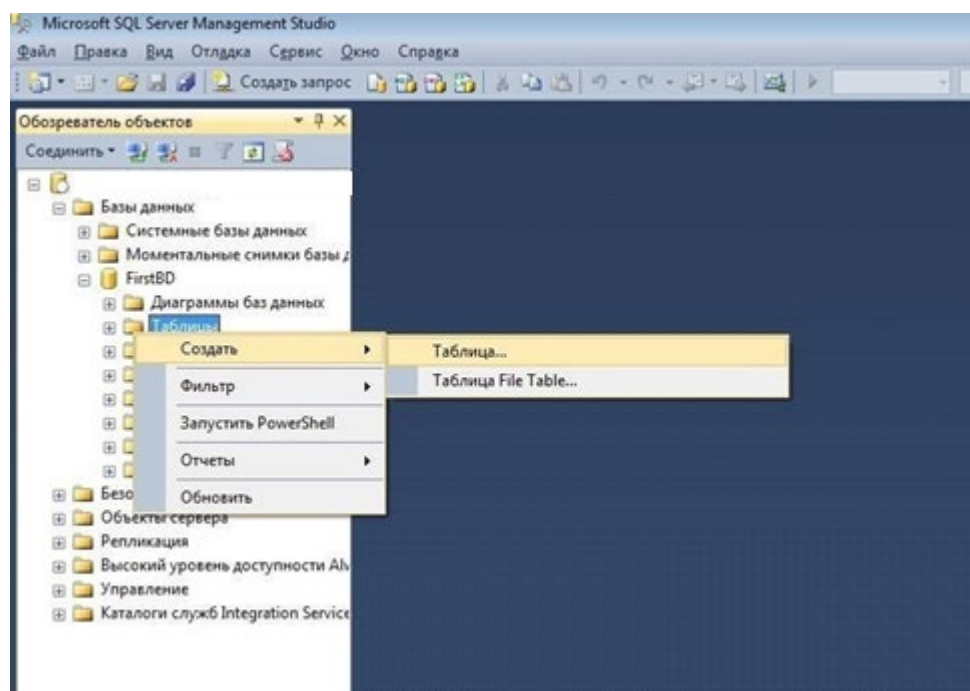 Microsoft SQL Server Management Studio
Файл Правка Вид Отладка Сервис Окно Справка
Создать запрос
Обозреватель объектов
Соединить
Базы данных
Системные базы данных
Моментальные снимки базы д
FirstBD
Диаграммы баз данных
Таблицы
Создать
Таблица...
Таблица File Table...
Фильтр
Запустить PowerShell
Отчеты
Обновить
Безо
Объекты сервера
Репликация
Высокий уровень доступности Alw
Управление
Каталоги служб Integration Service